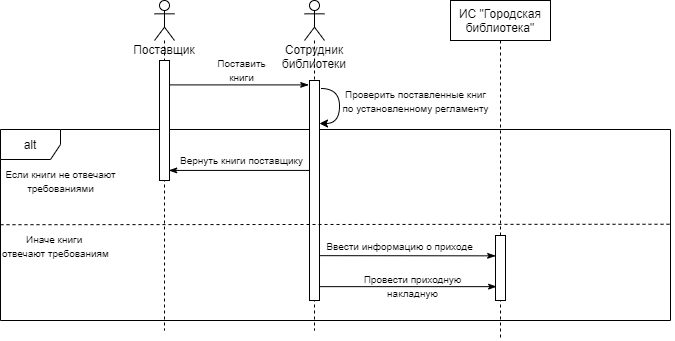 ИС "Городская
библиотека"
Поставщик
Сотрудник
библиотеки
Поставить
книги
Проверить поставленные книг
по установленному регламенту
alt
Вернуть книги поставщику
Если книги не отвечают
требованиями
Иначе книги
отвечают требованиям
Ввести информацию о приходе
Провести приходную
накладную